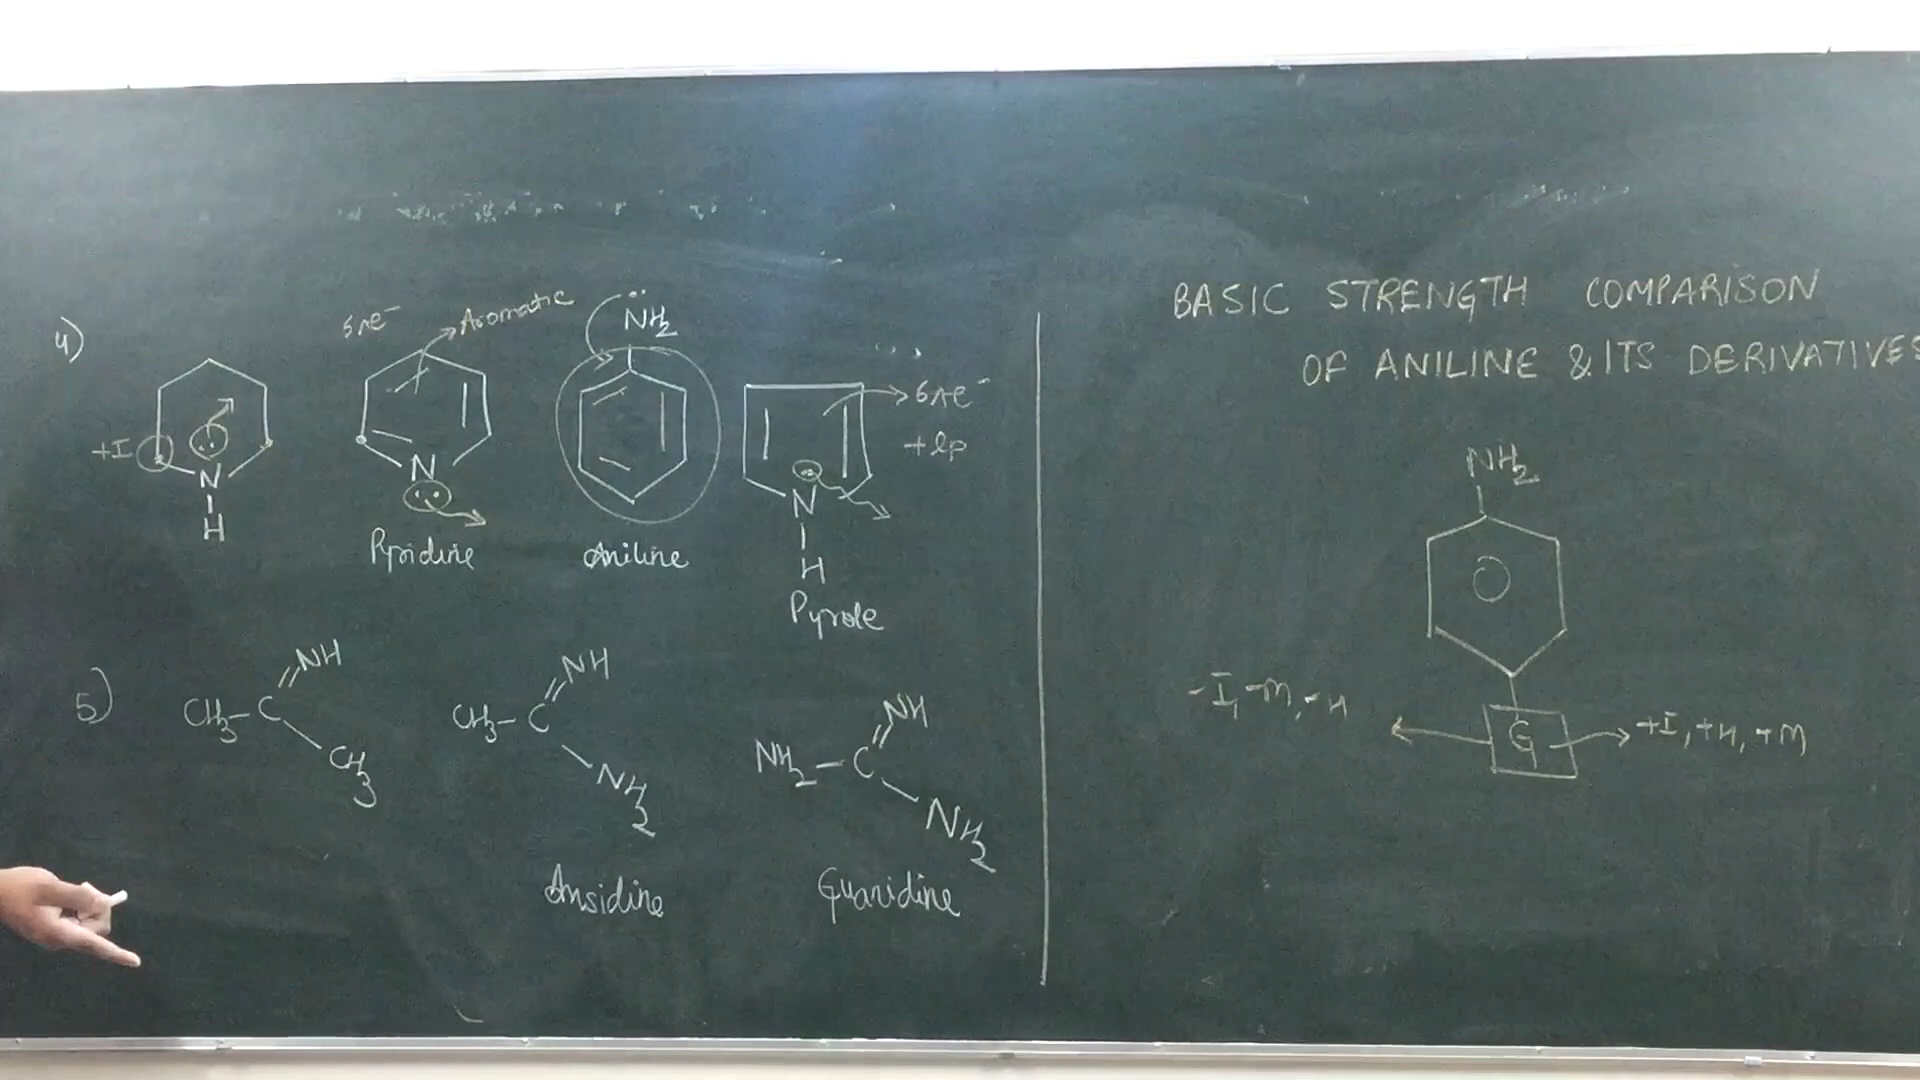 4)
+I
N
H
6πe⁻
Aromatic
N
Pyridine
NH2
Aniline
6πe⁻
+lp
N
H
Pyrole
5)
CH3-C
=NH
CH3
CH3-C
=NH
NH2
NH2-C
=NH
NH2
Guanidine
BASIC STRENGTH COMPARISON
OF ANILINE & ITS DERIVATIVES
NH2
G
-I, -M, -H
+I, +H, +M